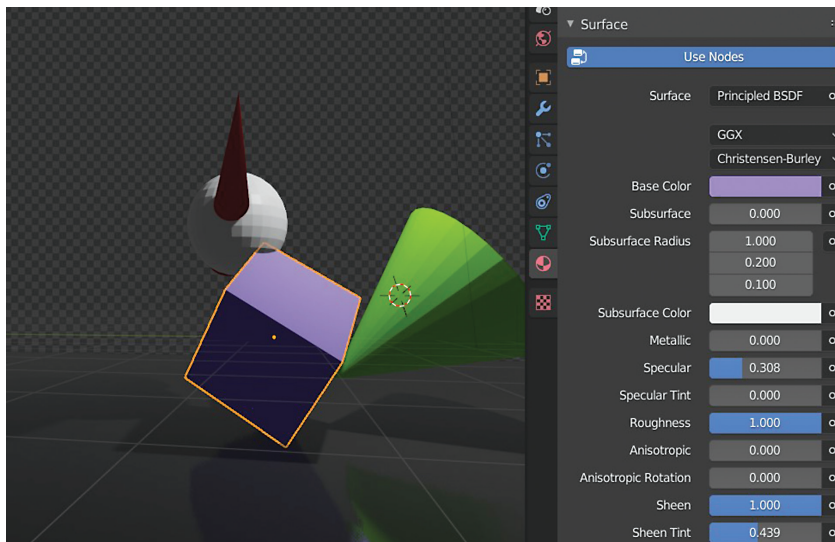 Surface
Use Nodes
Surface Principled BSDF
GGX
Christensen-Burley
Base Color
Subsurface 0.000
Subsurface Radius 1.000
0.200
0.100
Subsurface Color
Metallic 0.000
Specular 0.308
Specular Tint 0.000
Roughness 1.000
Anisotropic 0.000
Anisotropic Rotation 0.000
Sheen 1.000
Sheen Tint 0.439